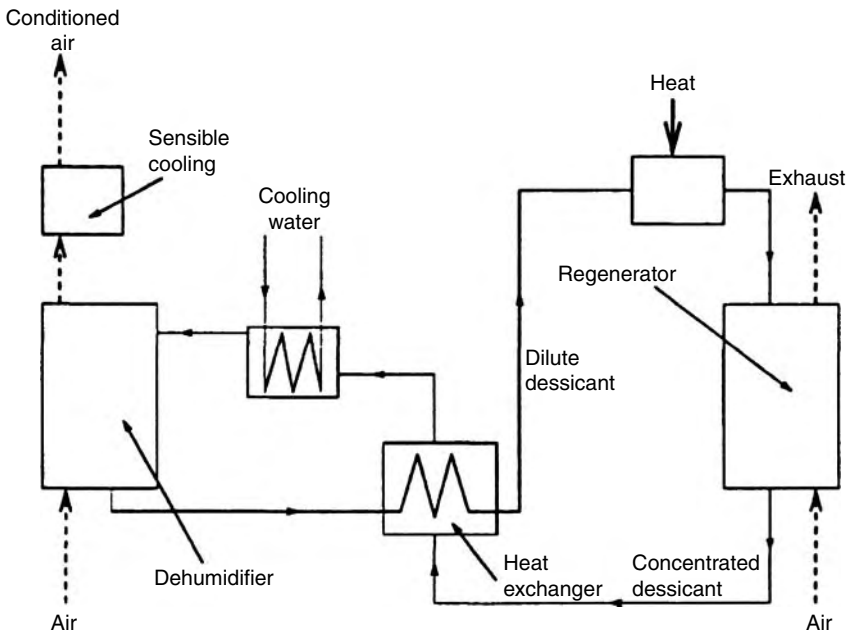 Conditioned
air
Heat
Sensible
cooling
Exhaust
Cooling
water
Regenerator
Dilute
dessicant
Dehumidifier
Heat
exchanger
Concentrated
dessicant
Air
Air